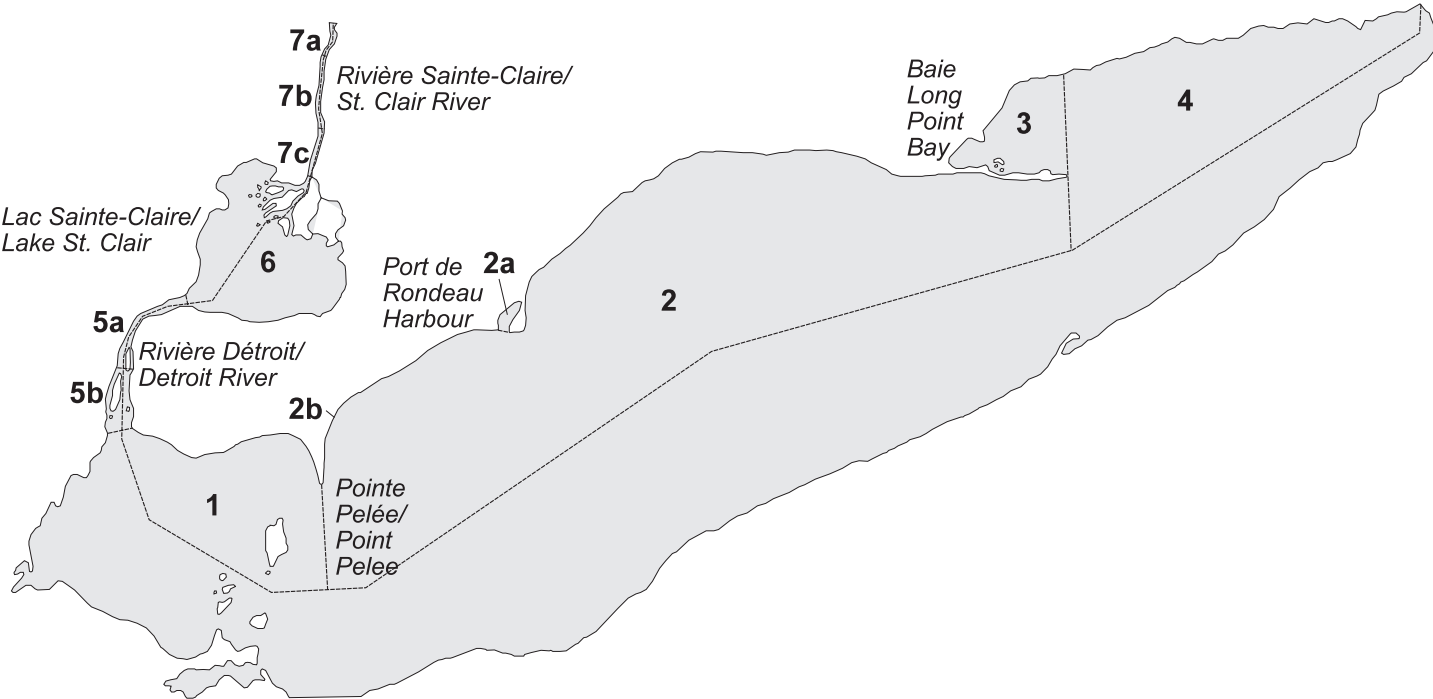 7a
Rivière Sainte-Claire/
St. Clair River
7b
7c
Lac Sainte-Claire/
Lake St. Clair
6
5a
Rivière Détroit/
Detroit River
5b
Port de
Rondeau
Harbour
2a
2b
2
Baie
Long
Point
Bay
3
4
1
Pointe
Pelée/
Point
Pelee